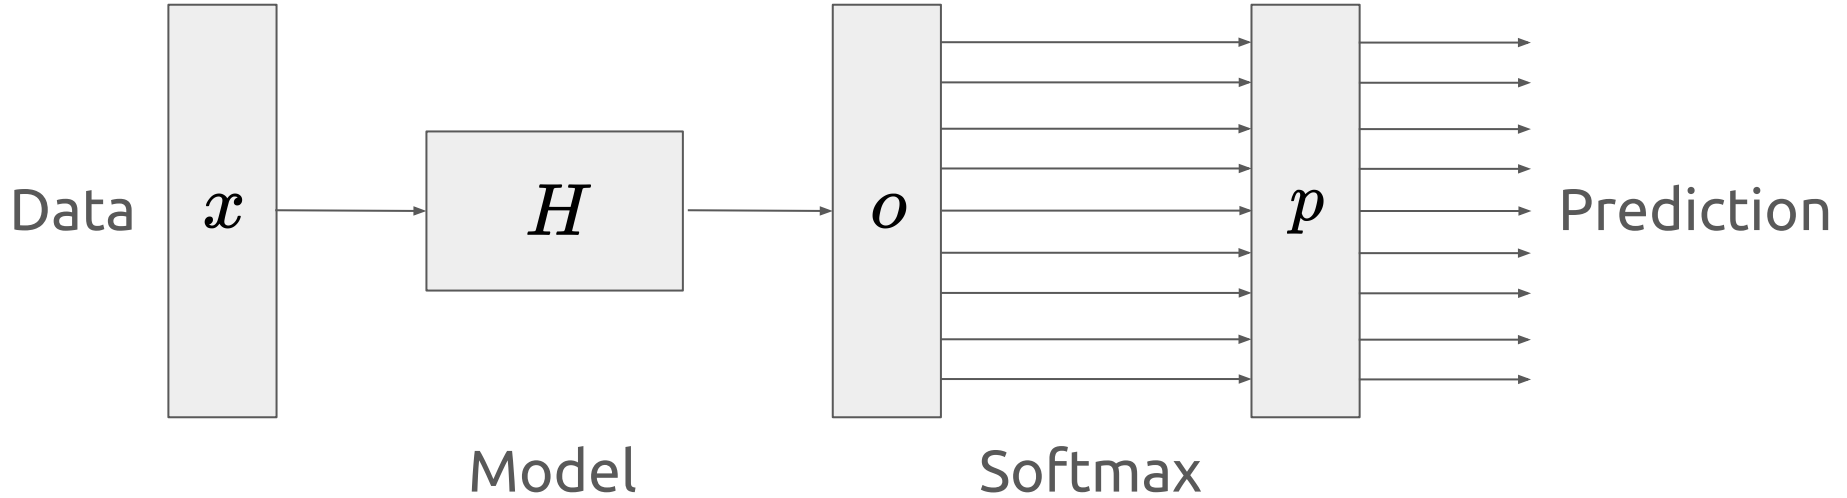 Data
x
H
o
p
Prediction
Model
Softmax